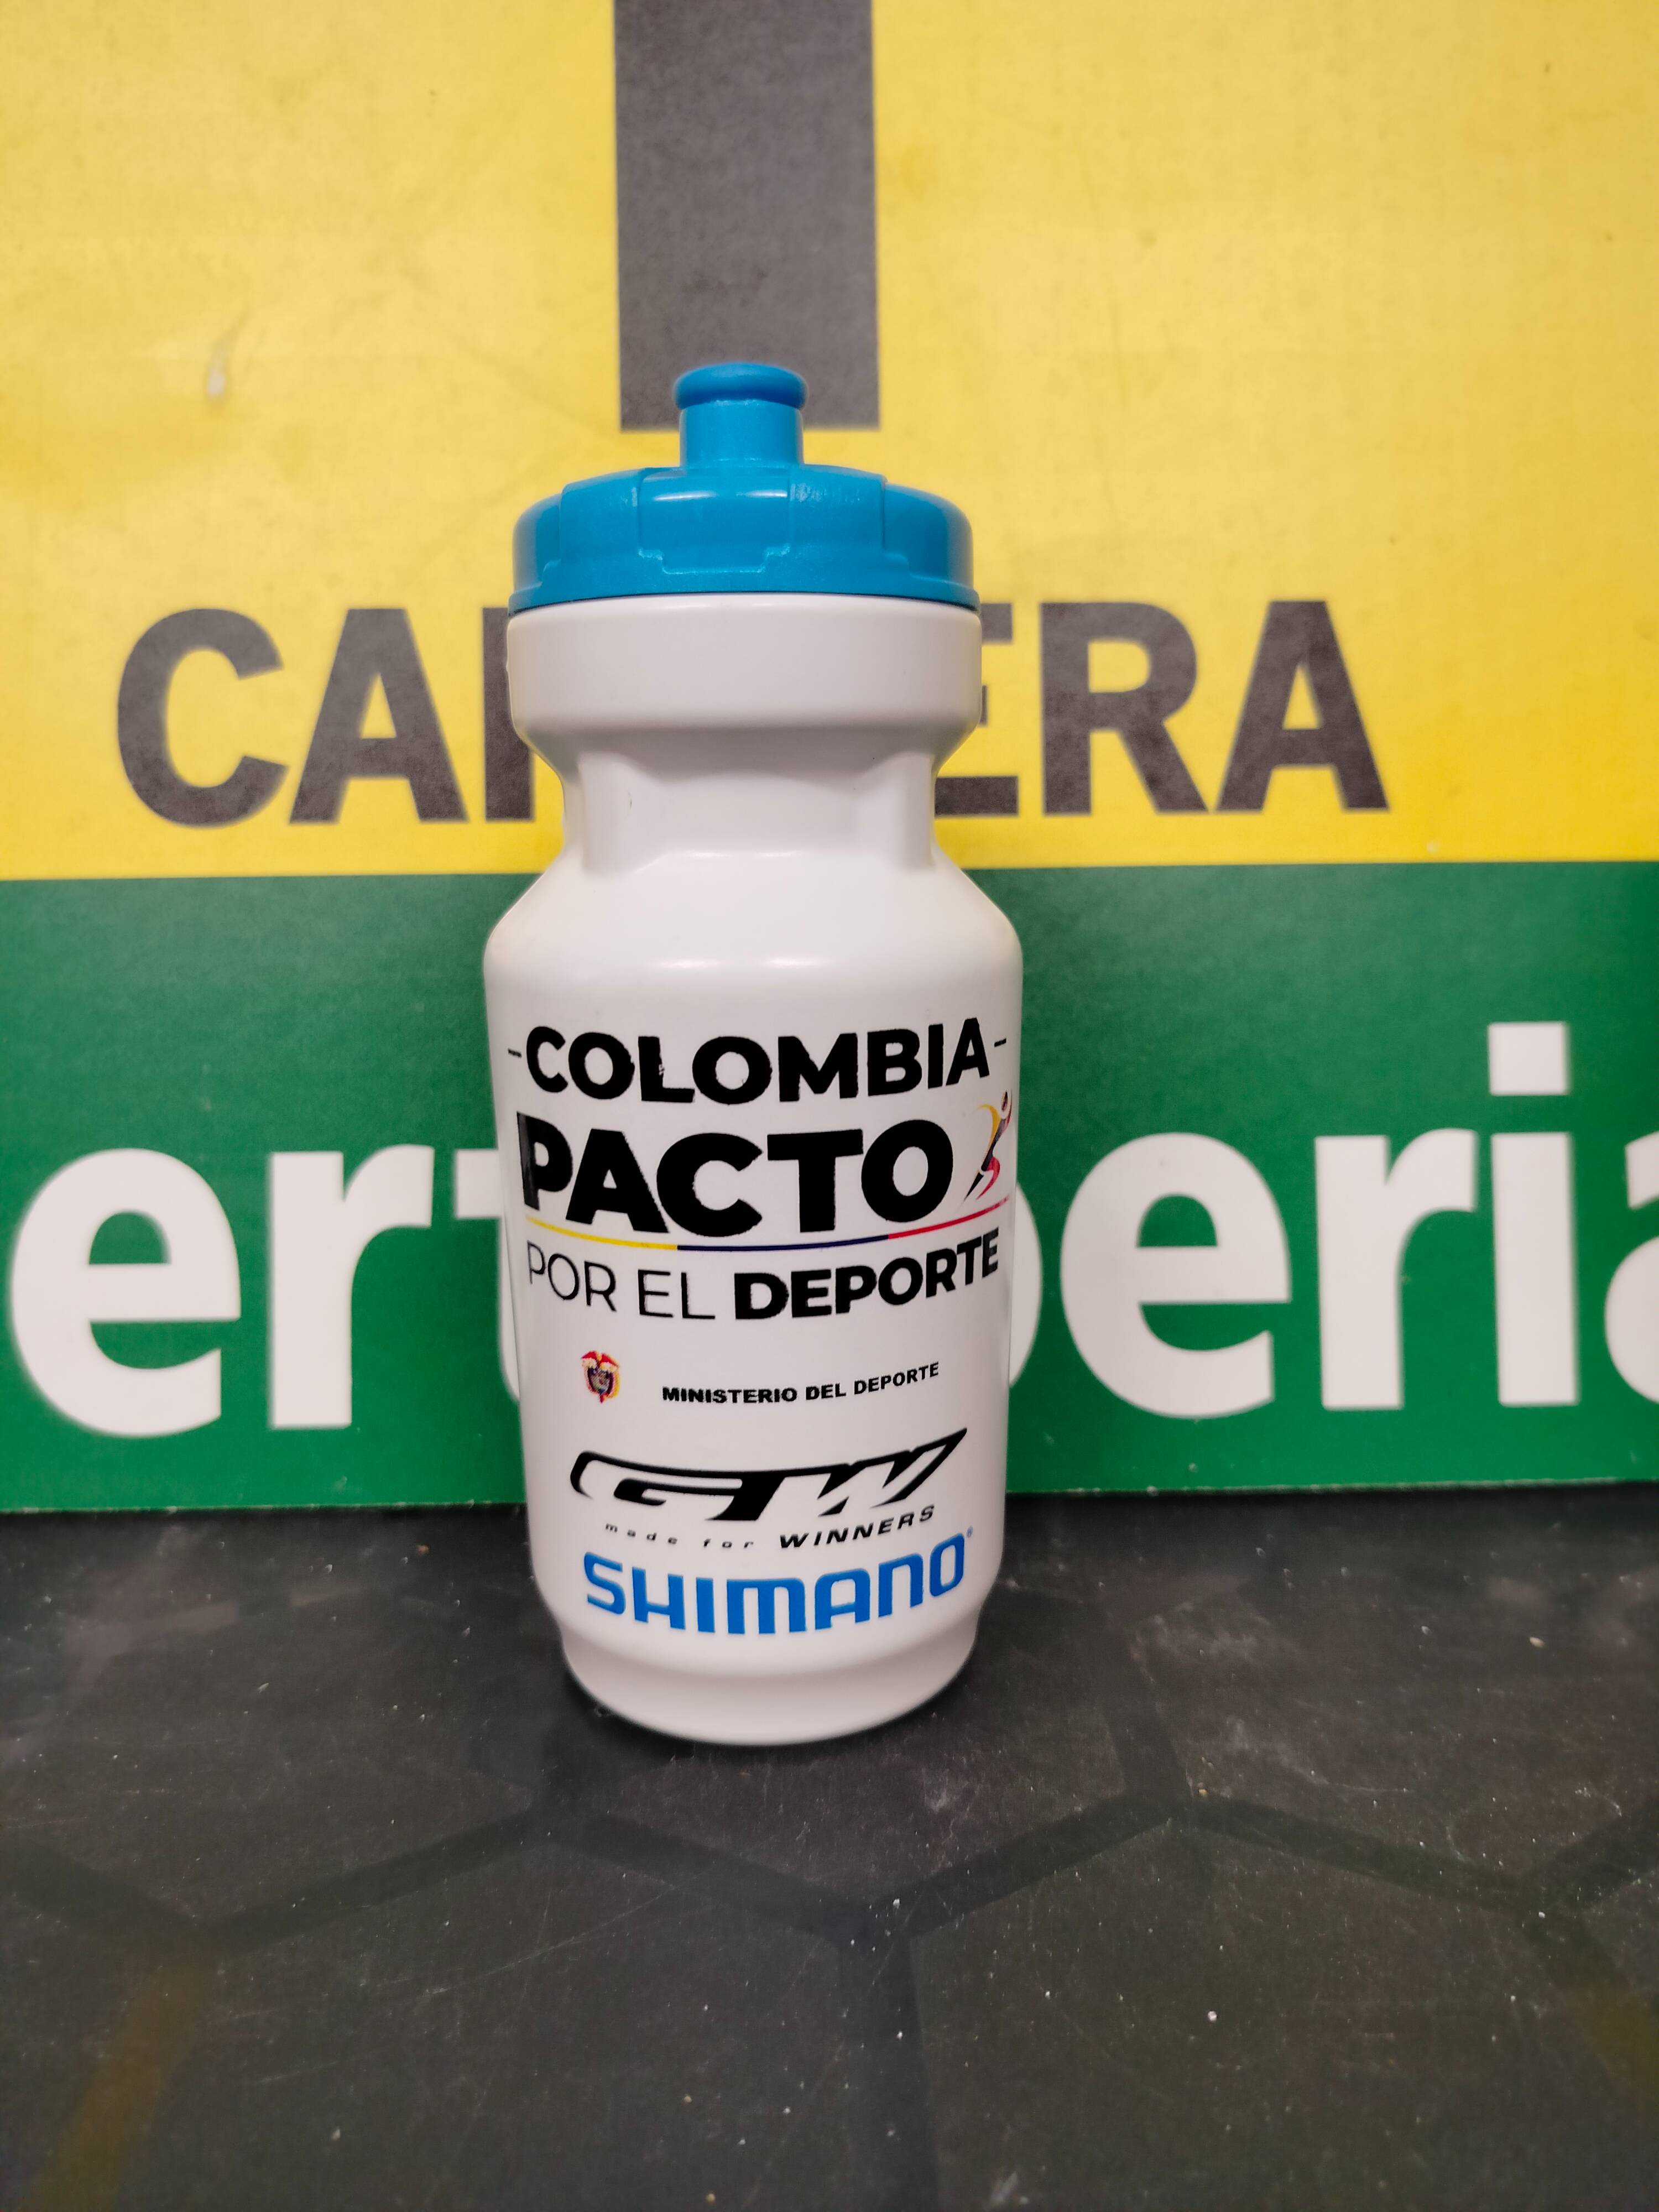 -COLOMBIA-
PACTO
POR EL DEPORTE
MINISTERIO DEL DEPORTE
GW
made for WINNERS
SHIMANO®